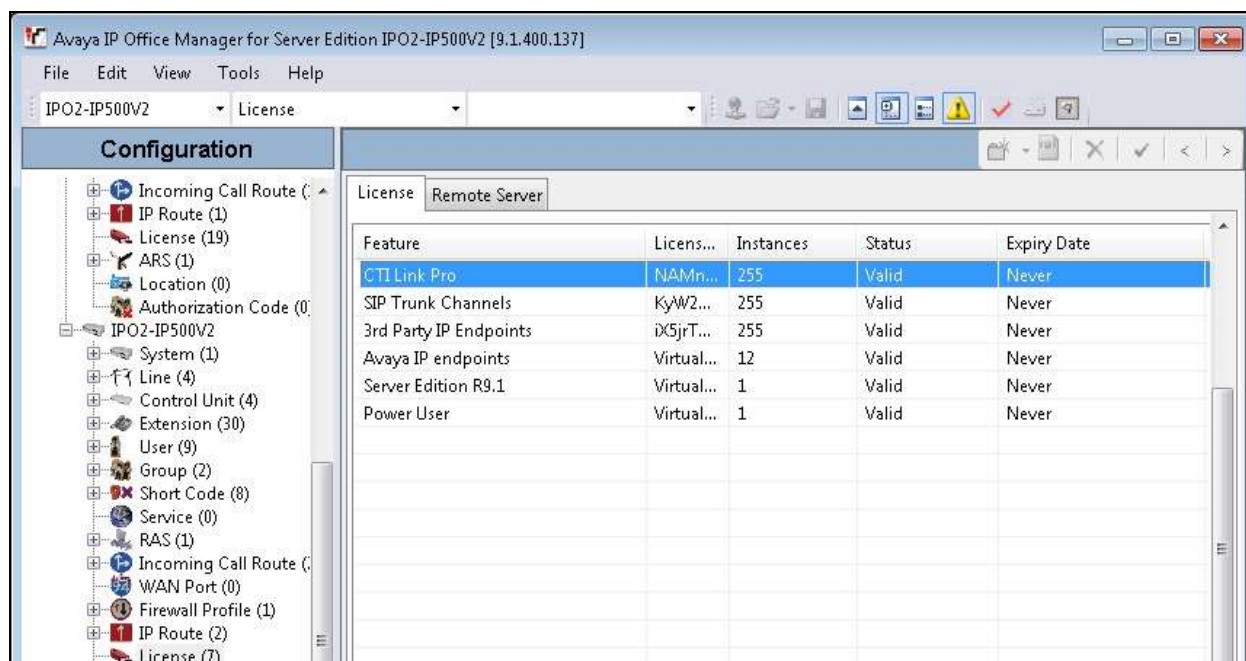 Avaya IP Office Manager for Server Edition IPO2-IP500V2 [9.1.400.137]
File Edit View Tools Help
IPO2-IP500V2 License
Configuration
Incoming Call Route (
IP Route (1)
License (19)
ARS (1)
Location (0)
Authorization Code (0
IPO2-IP500V2
System (1)
Line (4)
Control Unit (4)
Extension (30)
User (9)
Group (2)
Short Code (8)
Service (0)
RAS (1)
Incoming Call Route (
WAN Port (0)
Firewall Profile (1)
IP Route (2)
License (7)
License Remote Server
Feature Licens... Instances Status Expiry Date
CTI Link Pro NAMn... 255 Valid Never
SIP Trunk Channels KyW2... 255 Valid Never
3rd Party IP Endpoints iX5jrT... 255 Valid Never
Avaya IP endpoints Virtual... 12 Valid Never
Server Edition R9.1 Virtual... 1 Valid Never
Power User Virtual... 1 Valid Never